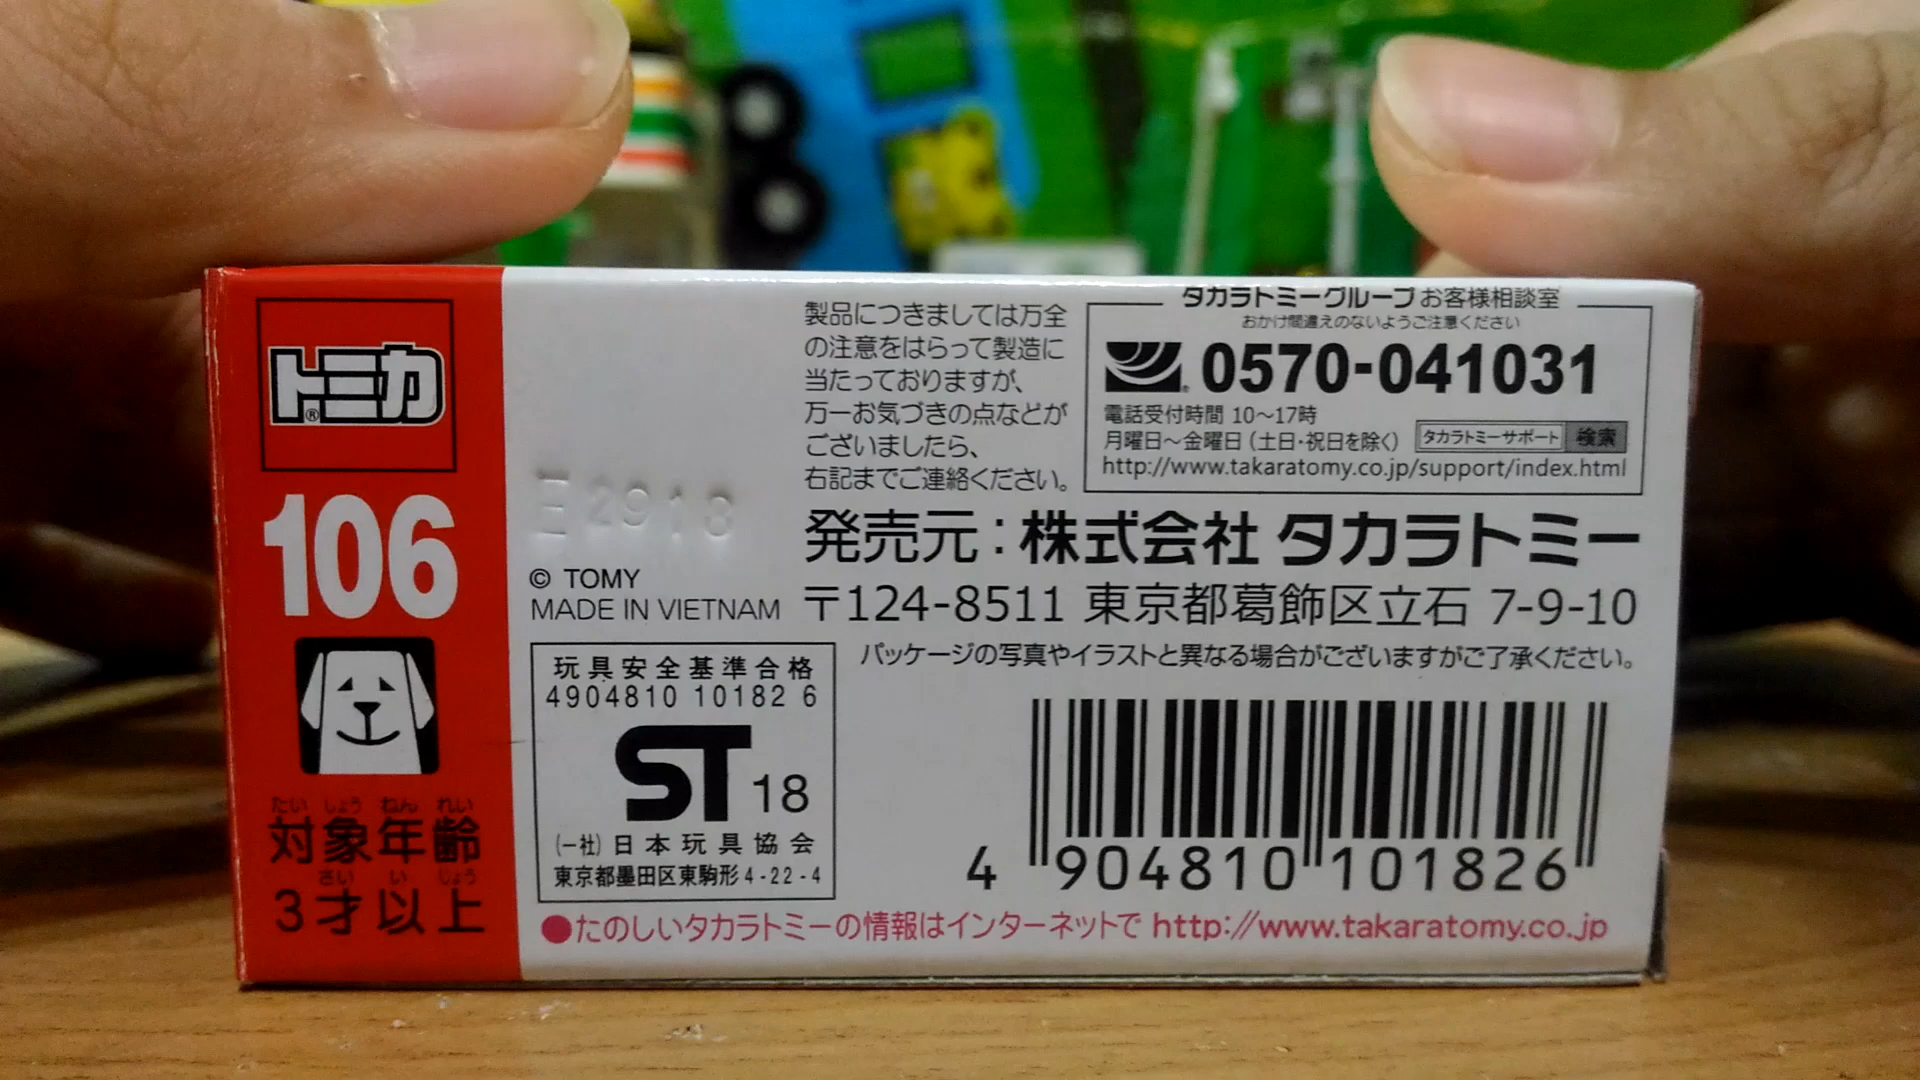 トミカ®
106
たいしょうねんれい
対象年齢
さいいじょう
3才以上
E2918
© TOMY
MADE IN VIETNAM
製品につきましては万全
の注意をはらって製造に
当たっておりますが、
万一お気づきの点などが
ございましたら、
右記までご連絡ください。
タカラトミーグループお客様相談室
おかけ間違えのないようご注意ください
0570-041031
電話受付時間 10〜17時
月曜日〜金曜日(土日・祝日を除く)
タカラトミーサポート 検索
http://www.takaratomy.co.jp/support/index.html
発売元:株式会社 タカラトミー
〒124-8511 東京都葛飾区立石 7-9-10
パッケージの写真やイラストと異なる場合がございますがご了承ください。
玩具安全基準合格
4904810 10182 6
ST 18
(一社)日本玩具協会
東京都墨田区東駒形4-22-4
4 904810 101826
●たのしいタカラトミーの情報はインターネットで http://www.takaratomy.co.jp